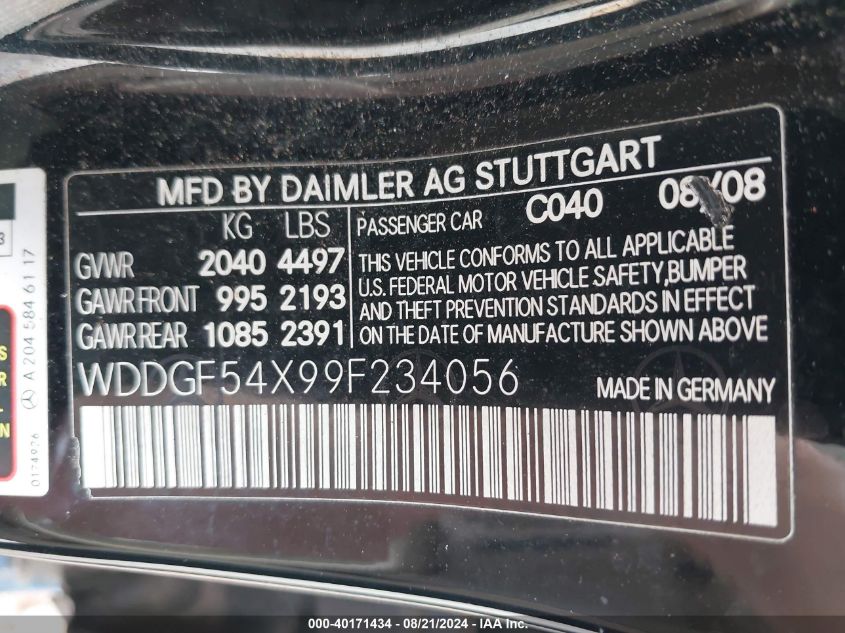 MFD BY DAIMLER AG STUTTGART
KG LBS
GVWR 2040 4497
GAWR FRONT 995 2193
GAWR REAR 1085 2391
PASSENGER CAR C040 08/08
THIS VEHICLE CONFORMS TO ALL APPLICABLE
U.S. FEDERAL MOTOR VEHICLE SAFETY,BUMPER
AND THEFT PREVENTION STANDARDS IN EFFECT
ON THE DATE OF MANUFACTURE SHOWN ABOVE
WDDGF54X99F234056
MADE IN GERMANY
A 204 584 61 17
000-40171434 - 08/21/2024 - IAA Inc.